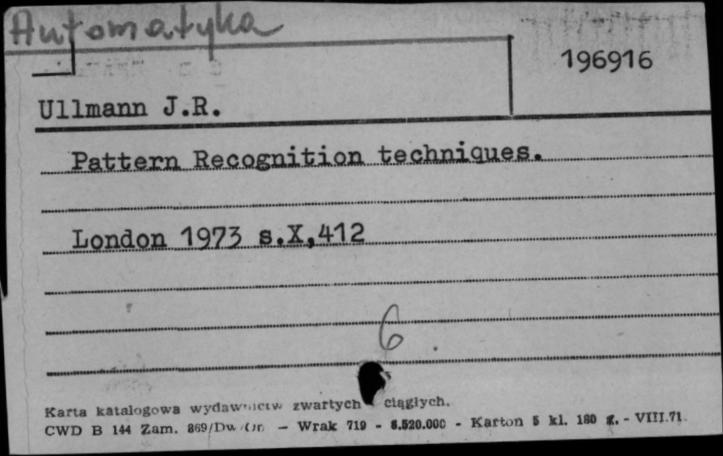 Automatyka
196916
Ullmann J.R.
Pattern Recognition techniques.
London 1973 s.X,412
6
Karta katalogowa wydawnictw zwartych ciągłych.
CWD B 144 Zam. 869/Dw - Wrak 719 - 8.520.000 - Karton 5 kl. 180 g. - VIII.71.